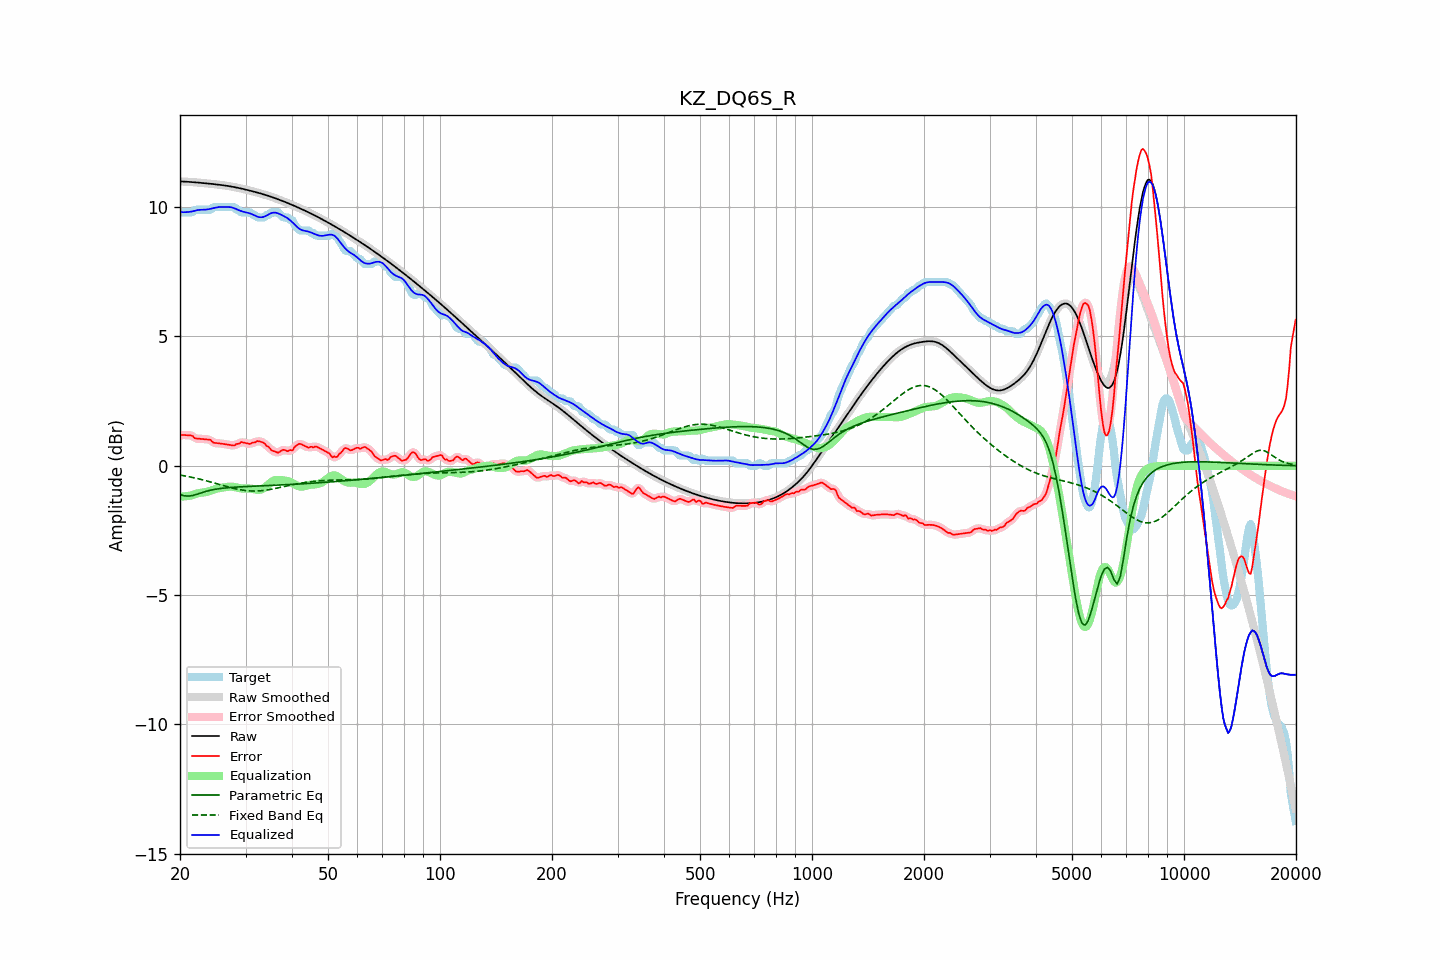 KZ_DQ6S_R
Amplitude (dBr)
10
5
0
−5
−10
−15
Target
Raw Smoothed
Error Smoothed
Raw
Error
Equalization
Parametric Eq
Fixed Band Eq
Equalized
20
50
100
200
500
1000
2000
5000
10000
20000
Frequency (Hz)